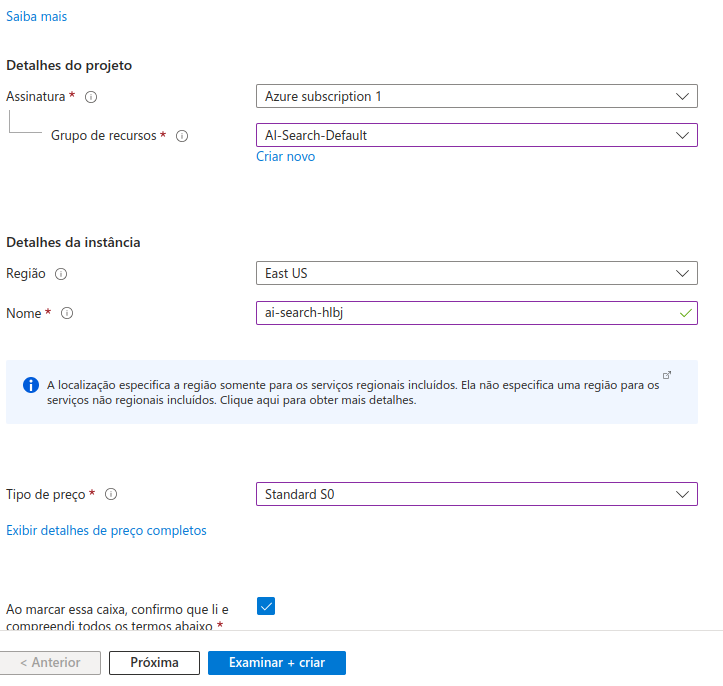 Saiba mais
Detalhes do projeto
Assinatura *
Azure subscription 1
Grupo de recursos *
AI-Search-Default
Criar novo
Detalhes da instância
Região
East US
Nome *
ai-search-hlbj
A localização especifica a região somente para os serviços regionais incluídos. Ela não especifica uma região para os
serviços não regionais incluídos. Clique aqui para obter mais detalhes.
Tipo de preço *
Standard S0
Exibir detalhes de preço completos
Ao marcar essa caixa, confirmo que li e
compreendi todos os termos abaixo *
< Anterior
Próxima
Examinar + criar